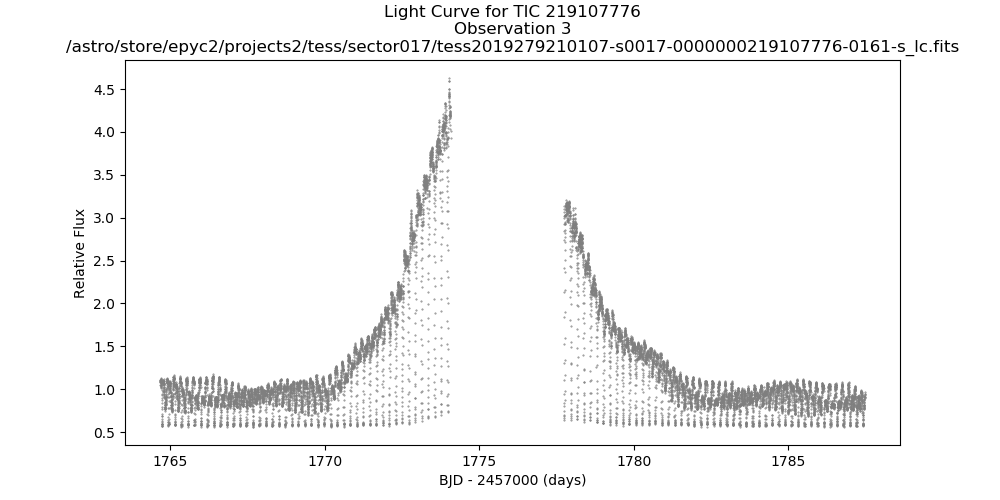 Light Curve for TIC 219107776
Observation 3
/astro/store/epyc2/projects2/tess/sector017/tess2019279210107-s0017-0000000219107776-0161-s_lc.fits
4.5
4.0
3.5
3.0
2.5
2.0
1.5
1.0
0.5
Relative Flux
1765 1770 1775 1780 1785
BJD - 2457000 (days)